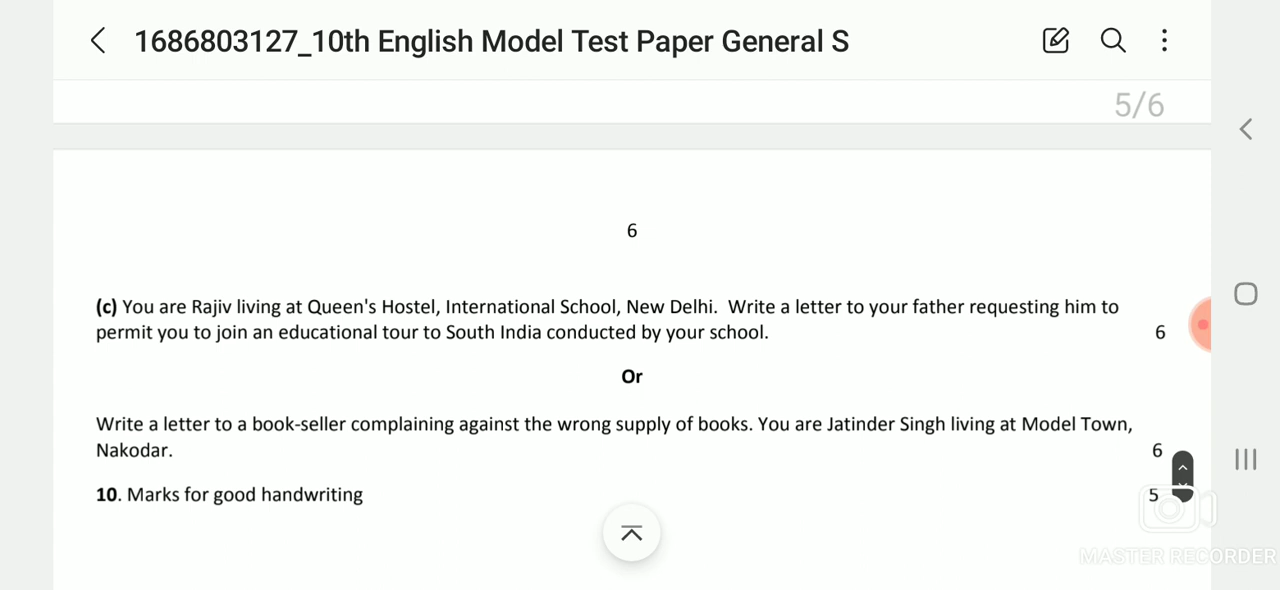 1686803127_10th English Model Test Paper General S
5/6
6
(c) You are Rajiv living at Queen's Hostel, International School, New Delhi. Write a letter to your father requesting him to
permit you to join an educational tour to South India conducted by your school. 6
Or
Write a letter to a book-seller complaining against the wrong supply of books. You are Jatinder Singh living at Model Town,
Nakodar. 6
10. Marks for good handwriting 5
MASTER RECORDER